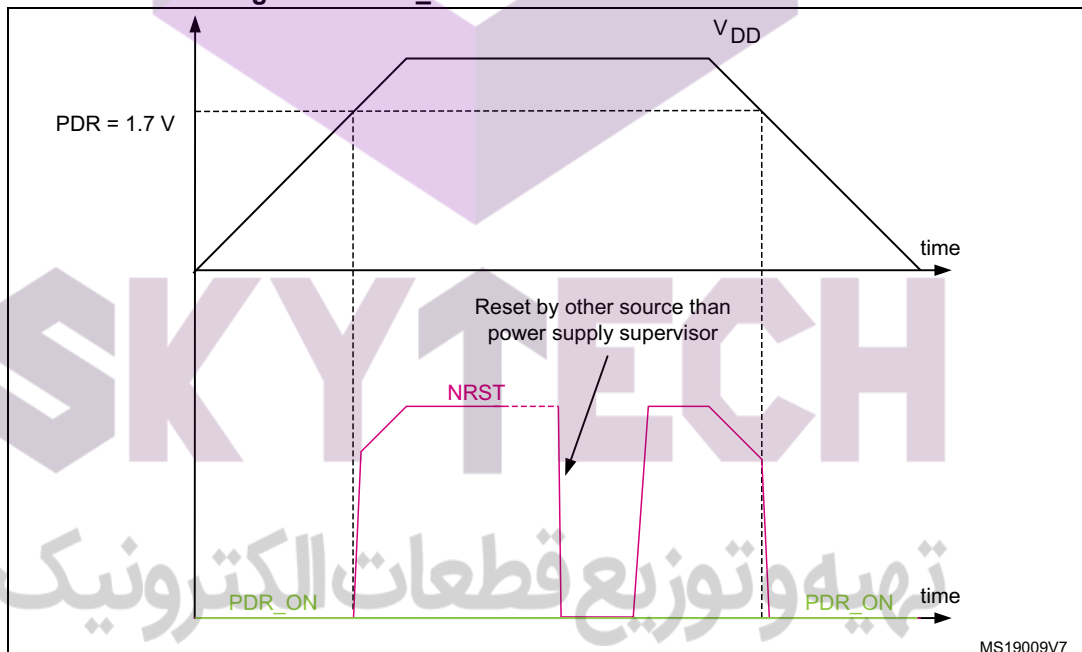 V DD
PDR = 1.7 V
time
SKYTECH
Reset by other source than
power supply supervisor
NRST
تهیه و توزیع قطعات الکترونیک
PDR_ON
PDR_ON
time
MS19009V7